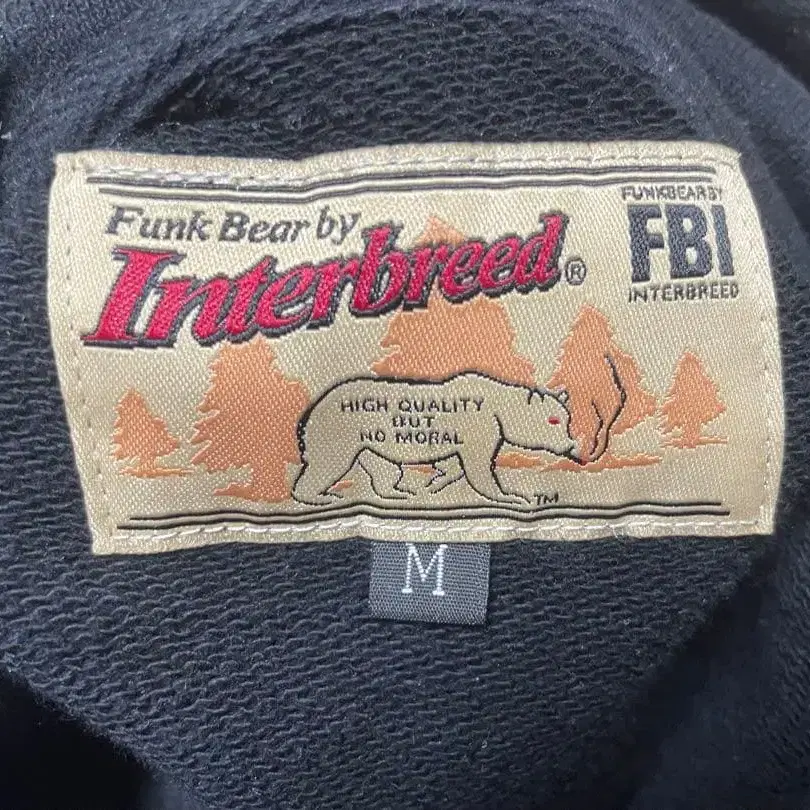 Funk Bear by
Interbreed®
FUNKBEAR BY
FBI
INTERBREED
HIGH QUALITY
BUT
NO MORAL
TM
M